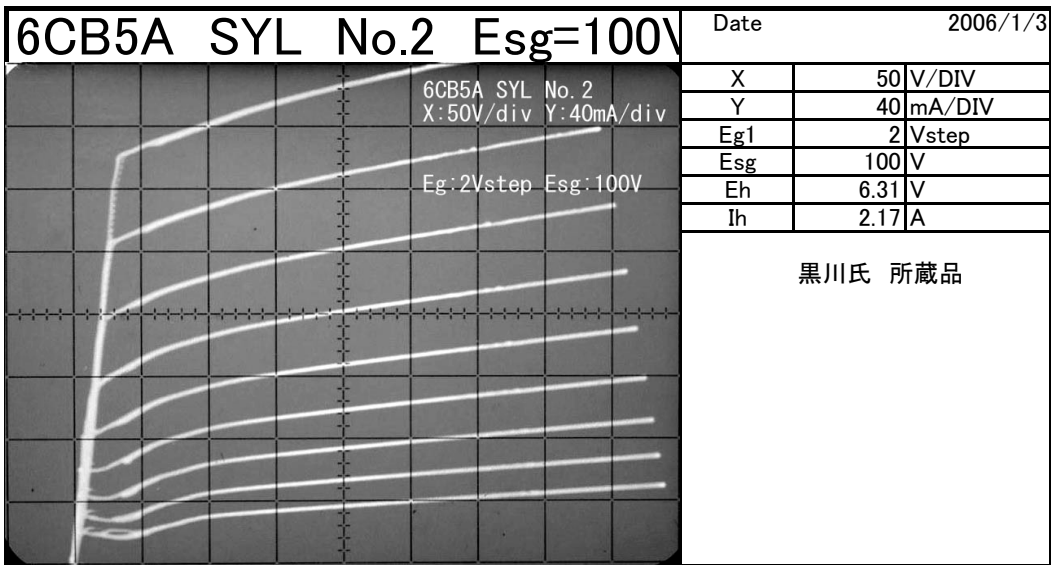 6CB5A SYL No.2 Esg=100V
Date 2006/1/3
X 50 V/DIV
Y 40 mA/DIV
Eg1 2 Vstep
Esg 100 V
Eh 6.31 V
Ih 2.17 A
黒川氏 所蔵品
6CB5A SYL No.2
X:50V/div Y:40mA/div
Eg:2Vstep Esg:100V